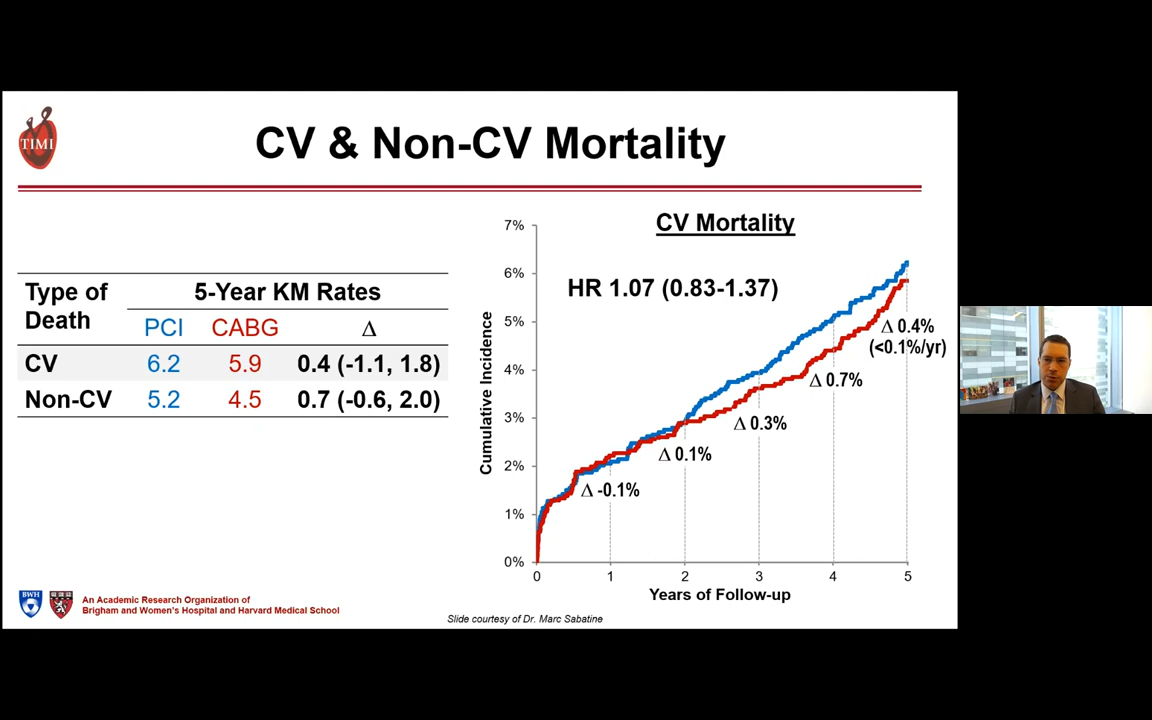 TIMI
CV & Non-CV Mortality
Type of Death
5-Year KM Rates
PCI CABG Δ
CV 6.2 5.9 0.4 (-1.1, 1.8)
Non-CV 5.2 4.5 0.7 (-0.6, 2.0)
CV Mortality
HR 1.07 (0.83-1.37)
Cumulative Incidence
7%
6%
5%
4%
3%
2%
1%
0%
Δ -0.1%
Δ 0.1%
Δ 0.3%
Δ 0.7%
Δ 0.4%
(<0.1%/yr)
0 1 2 3 4 5
Years of Follow-up
BWH
An Academic Research Organization of
Brigham and Women's Hospital and Harvard Medical School
Slide courtesy of Dr. Marc Sabatine